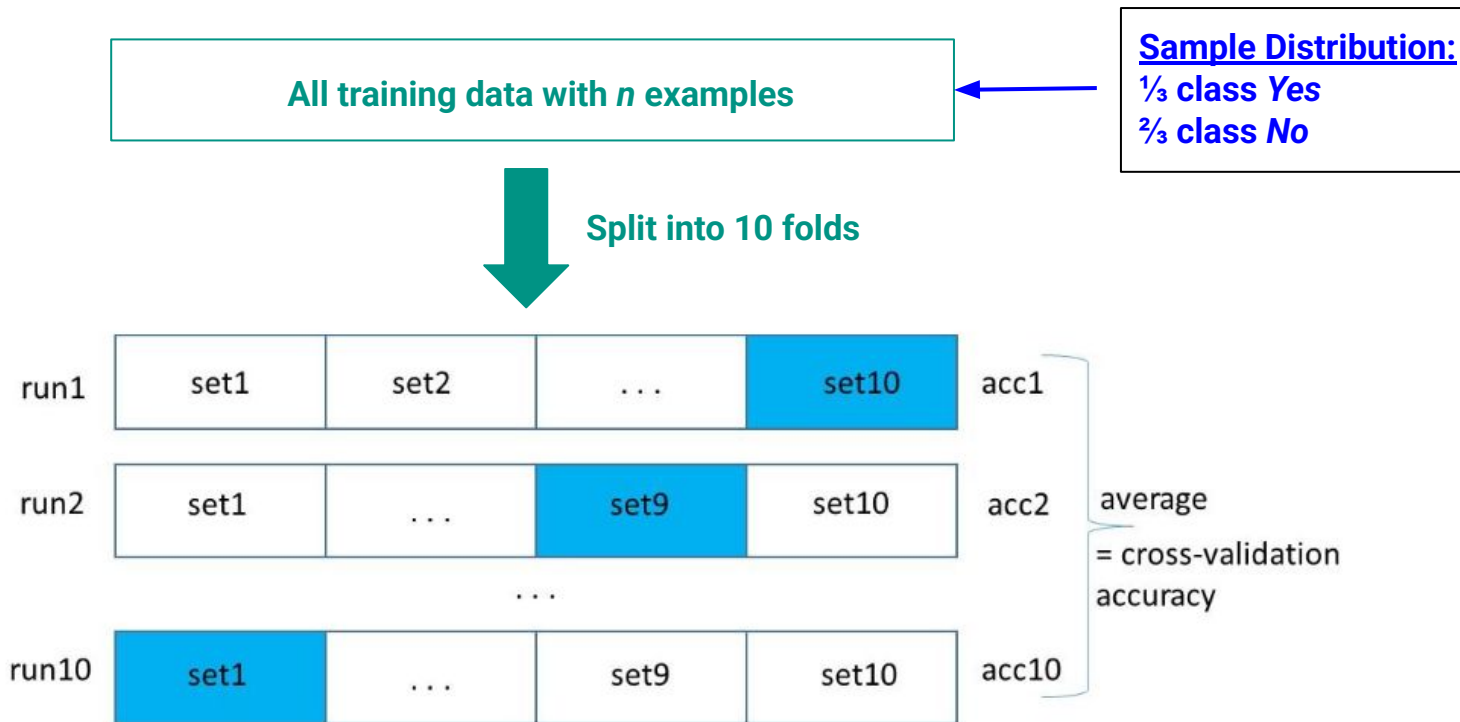 Sample Distribution:
⅓ class Yes
⅔ class No
All training data with n examples
Split into 10 folds
run1 set1 set2 ... set10 acc1
run2 set1 ... set9 set10 acc2
average
= cross-validation
accuracy
...
run10 set1 ... set9 set10 acc10